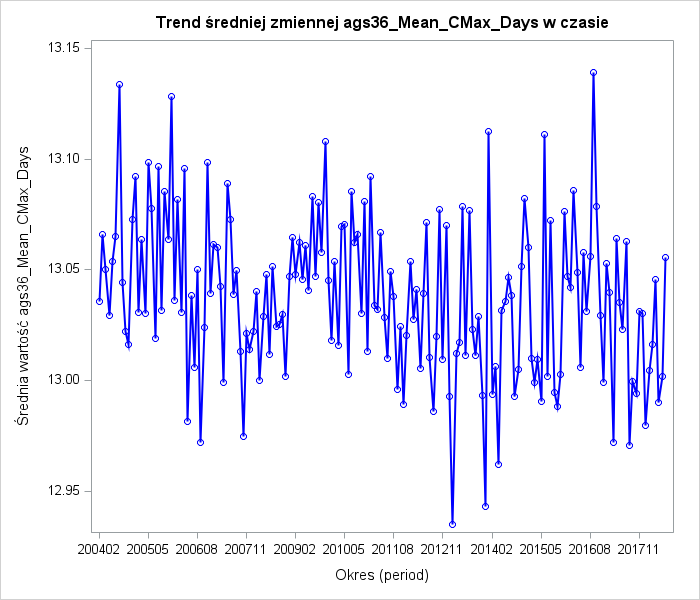 Trend średniej zmiennej ags36_Mean_CMax_Days w czasie
Średnia wartość ags36_Mean_CMax_Days
13.15
13.10
13.05
13.00
12.95
200402 200505 200608 200711 200902 201005 201108 201211 201402 201505 201608 201711
Okres (period)